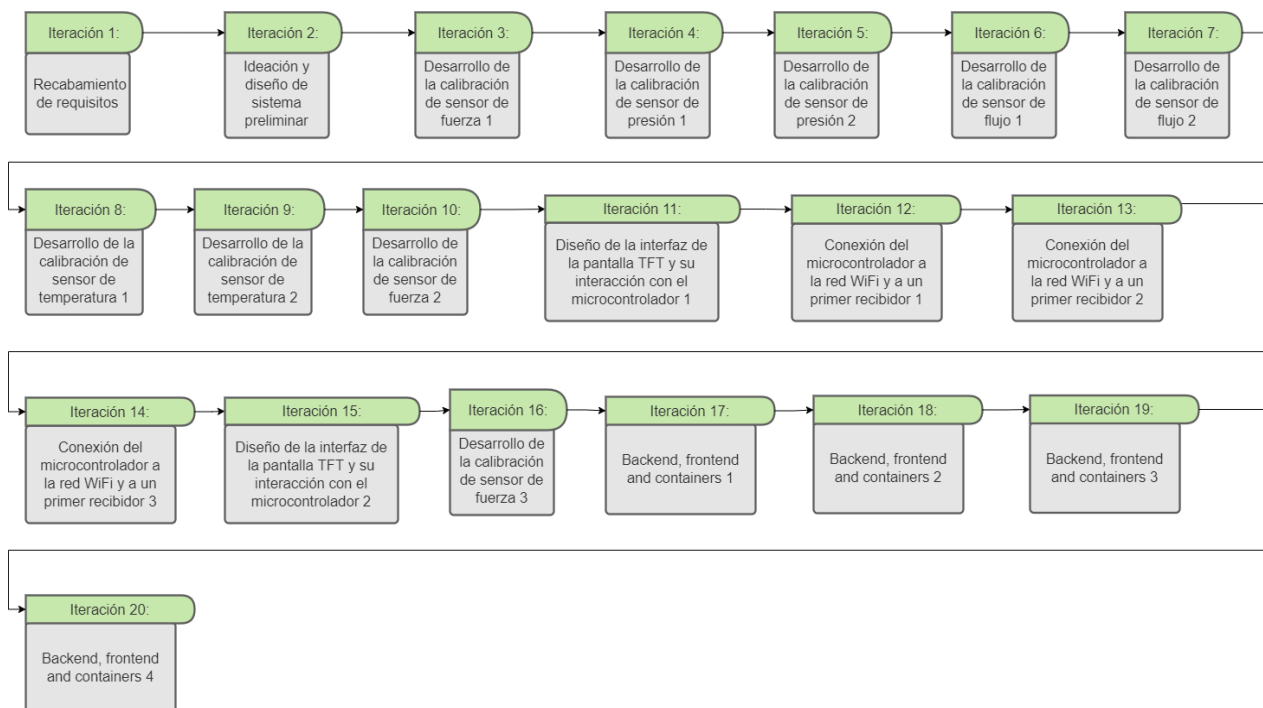 Iteración 1:
Recabamiento
de requisitos
Iteración 2:
Ideación y
diseño de
sistema
preliminar
Iteración 3:
Desarrollo de
la calibración
de sensor de
fuerza 1
Iteración 4:
Desarrollo de
la calibración
de sensor de
presión 1
Iteración 5:
Desarrollo de
la calibración
de sensor de
presión 2
Iteración 6:
Desarrollo de
la calibración
de sensor de
flujo 1
Iteración 7:
Desarrollo de
la calibración
de sensor de
flujo 2
Iteración 8:
Desarrollo de la
calibración de
sensor de
temperatura 1
Iteración 9:
Desarrollo de la
calibración de
sensor de
temperatura 2
Iteración 10:
Desarrollo de
la calibración
de sensor de
fuerza 2
Iteración 11:
Diseño de la interfaz de
la pantalla TFT y su
interacción con el
microcontrolador 1
Iteración 12:
Conexión del
microcontrolador a
la red WiFi y a un
primer recibidor 1
Iteración 13:
Conexión del
microcontrolador a
la red WiFi y a un
primer recibidor 2
Iteración 14:
Conexión del
microcontrolador a
la red WiFi y a un
primer recibidor 3
Iteración 15:
Diseño de la interfaz de
la pantalla TFT y su
interacción con el
microcontrolador 2
Iteración 16:
Desarrollo de
la calibración
de sensor de
fuerza 3
Iteración 17:
Backend, frontend
and containers 1
Iteración 18:
Backend, frontend
and containers 2
Iteración 19:
Backend, frontend
and containers 3
Iteración 20:
Backend, frontend
and containers 4